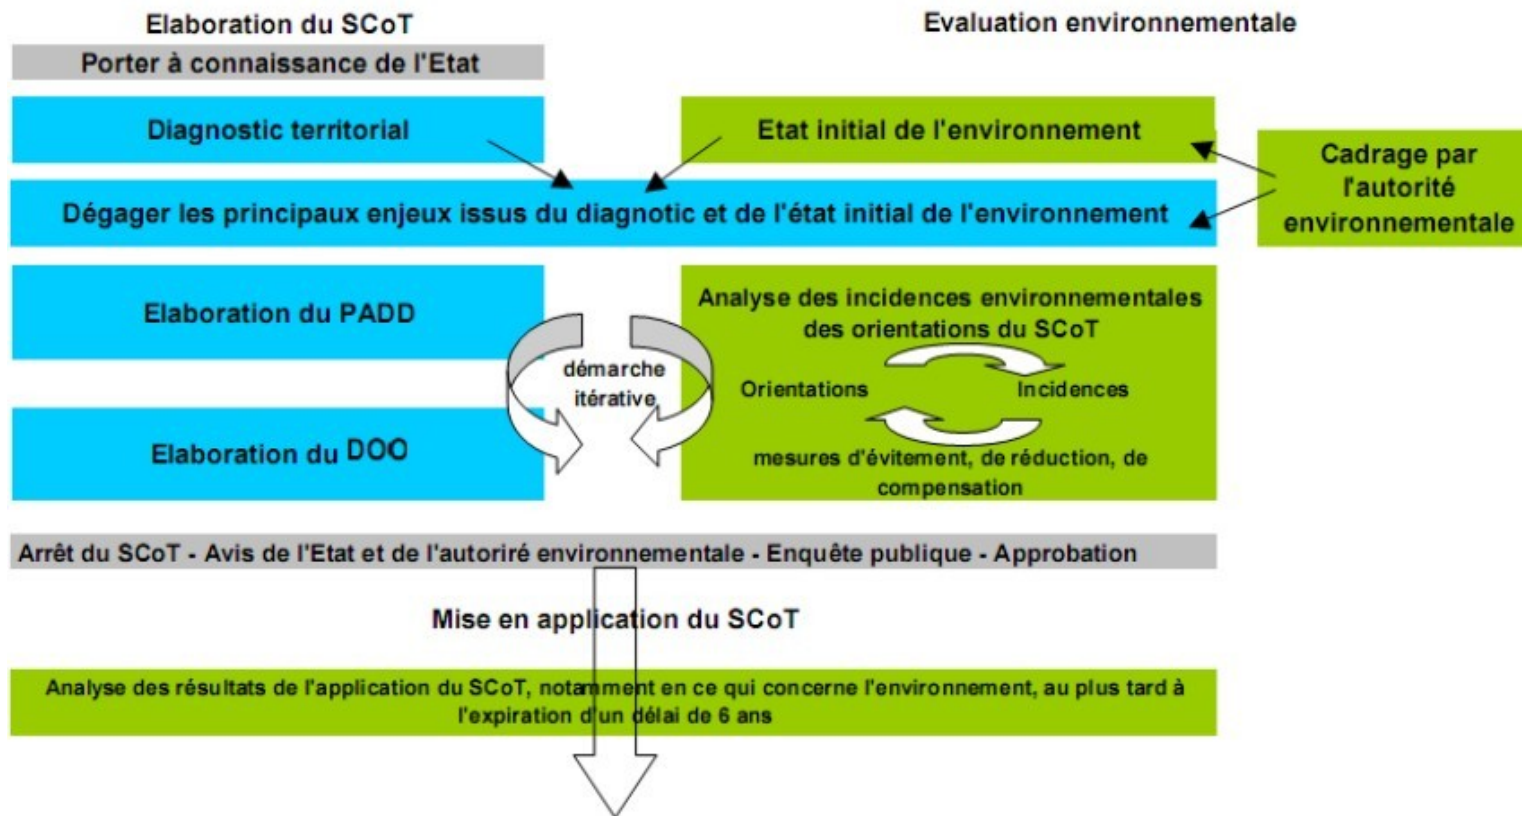 Elaboration du SCoT
Evaluation environnementale
Porter à connaissance de l'Etat
Diagnostic territorial
Etat initial de l'environnement
Cadrage par
l'autorité
environnementale
Dégager les principaux enjeux issus du diagnotic et de l'état initial de l'environnement
Elaboration du PADD
Analyse des incidences environnementales
des orientations du SCoT
démarche
itérative
Orientations
Incidences
Elaboration du DOO
mesures d'évitement, de réduction, de
compensation
Arrêt du SCoT - Avis de l'Etat et de l'autoriré environnementale - Enquête publique - Approbation
Mise en application du SCoT
Analyse des résultats de l'application du SCoT, notamment en ce qui concerne l'environnement, au plus tard à
l'expiration d'un délai de 6 ans